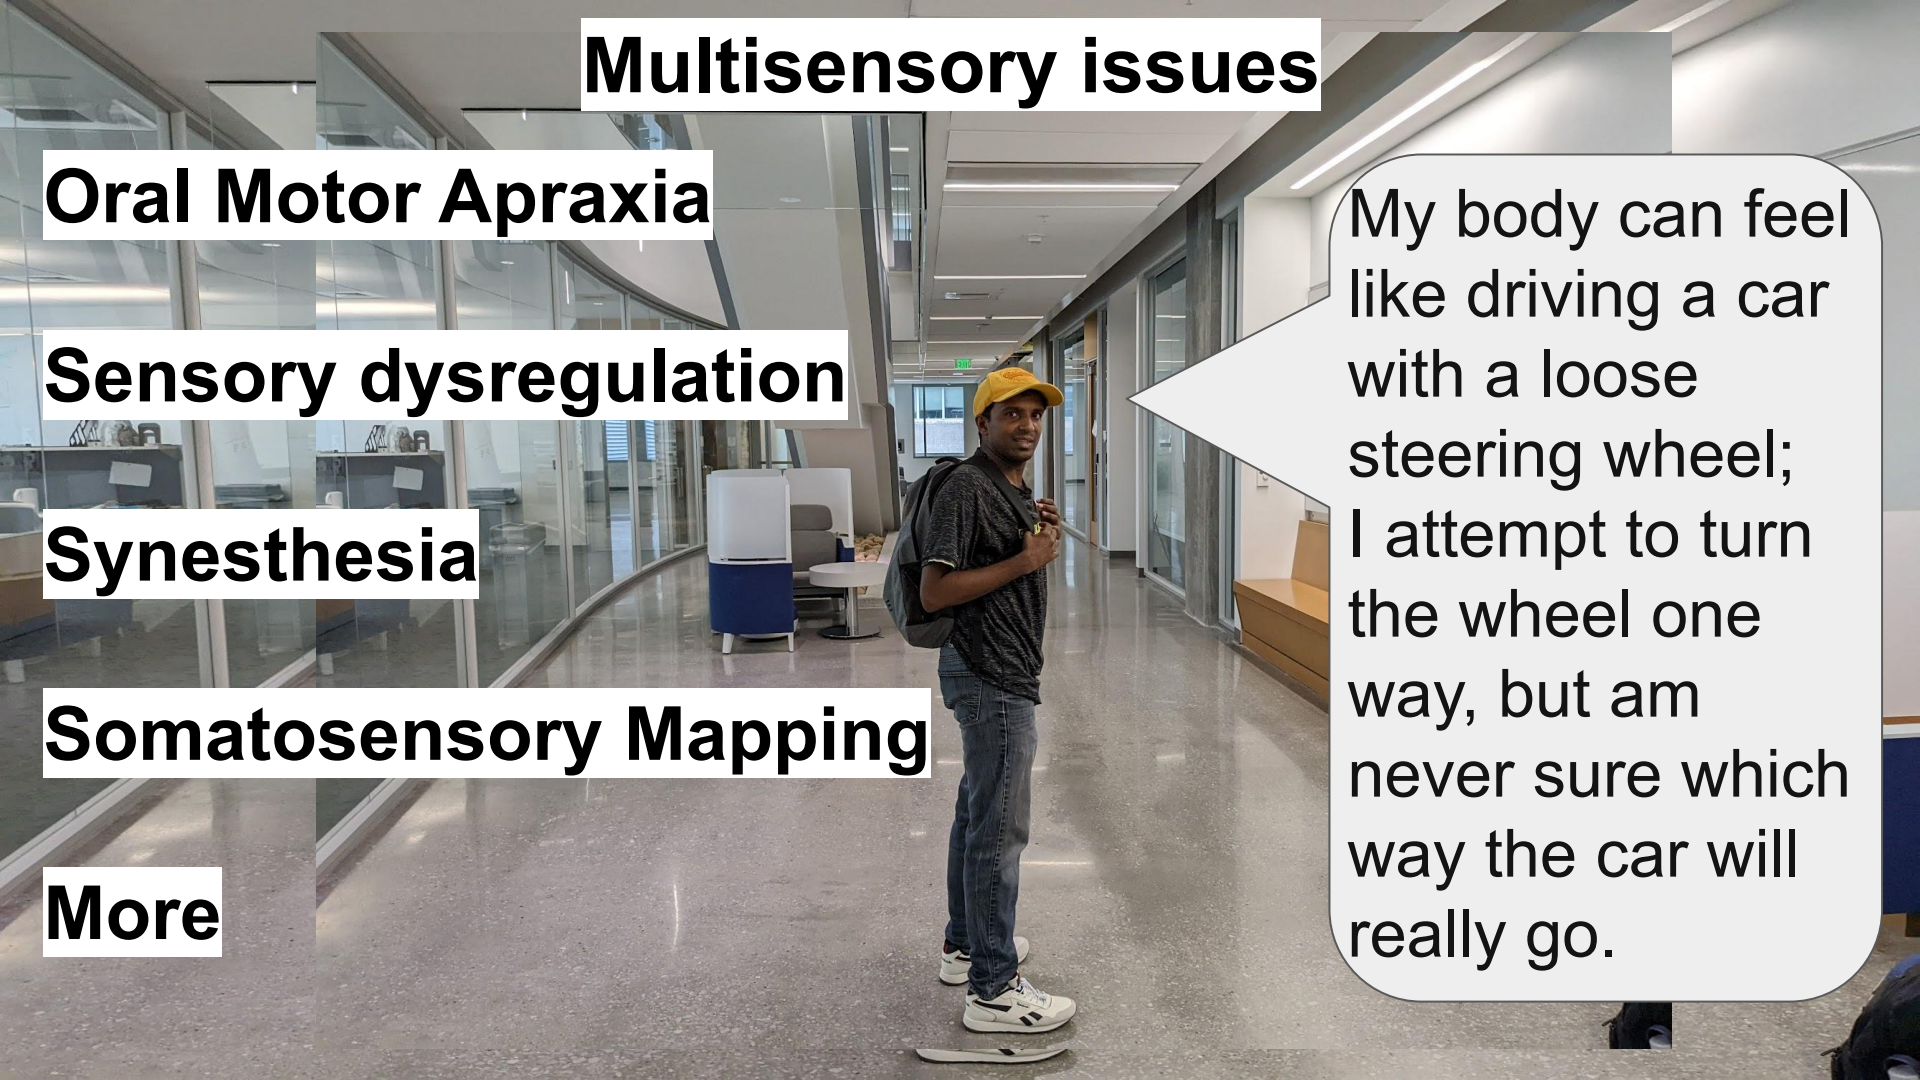 Multisensory issues
Oral Motor Apraxia
Sensory dysregulation
Synesthesia
Somatosensory Mapping
More
My body can feel
like driving a car
with a loose
steering wheel;
I attempt to turn
the wheel one
way, but am
never sure which
way the car will
really go.
EXIT